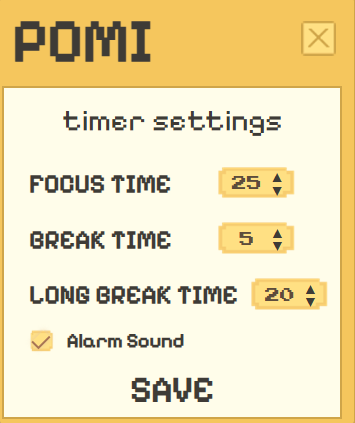 POMI
timer settings
FOCUS TIME 25
BREAK TIME 5
LONG BREAK TIME 20
Alarm Sound
SAVE